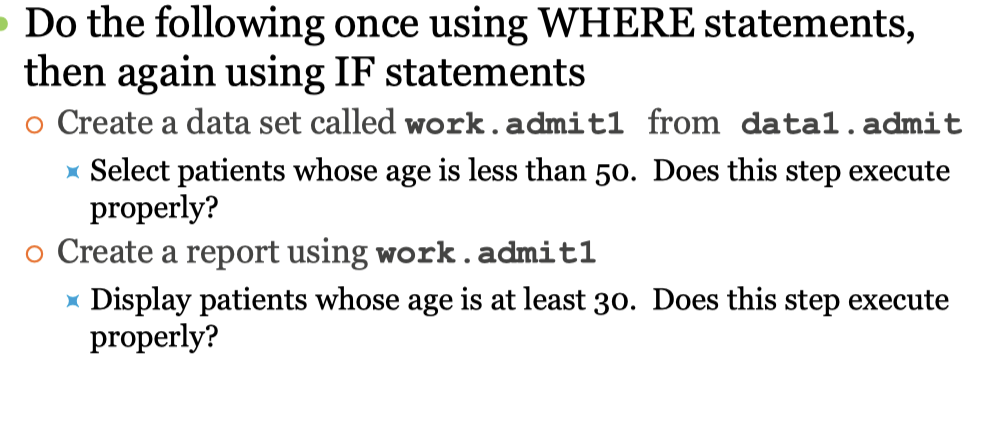 Do the following once using WHERE statements,
then again using IF statements
Create a data set called work.admit1 from data1.admit
Select patients whose age is less than 50. Does this step execute
properly?
Create a report using work.admit1
Display patients whose age is at least 30. Does this step execute
properly?